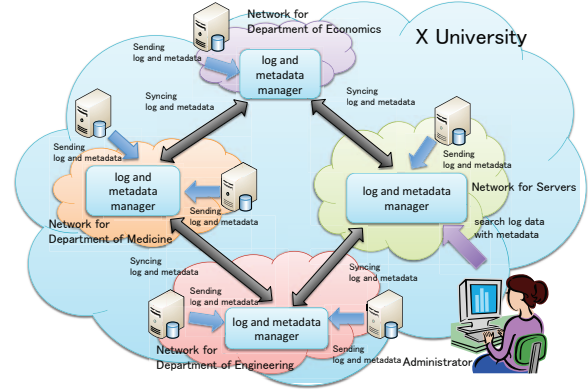 Network for
Department of Economics
X University
Sending
log and metadata
log and
metadata
manager
Syncing
log and metadata
Syncing
log and metadata
Sending
log and metadata
log and
metadata
manager
Sending
log and metadata
Network for
Department of Medicine
Sending
log and metadata
log and metadata
manager
Network for Servers
search log data
with metadata
Syncing
log and metadata
Syncing
log and metadata
Sending
log and metadata
log and metadata
manager
Sending
log and metadata
Network for
Department of Engineering
Administrator